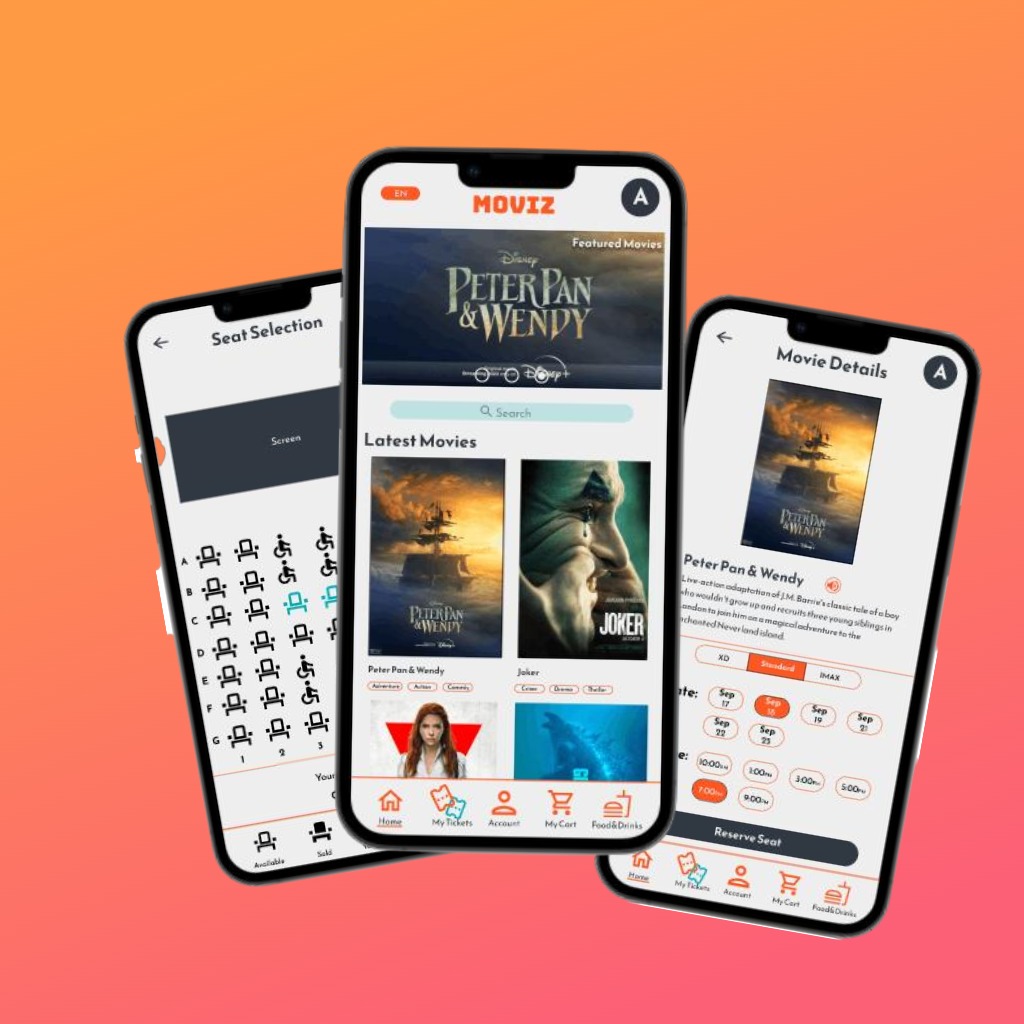 Seat Selection
Screen
A
B
C
D
E
F
G
1
2
3
Your
Available
Sold
EN
MOVIZ
A
Featured Movies
Disney
PETER PAN
& WENDY
Disney+
Search
Latest Movies
PETER PAN
& WENDY
JOKER
Peter Pan & Wendy
Adventure
Action
Comedy
Joker
Crime
Drama
Thriller
Home
My Tickets
Account
My Cart
Food&Drinks
Movie Details
A
PETER PAN
& WENDY
Peter Pan & Wendy
Live-action adaptation of J.M. Barrie's classic tale of a boy
who wouldn't grow up and recruits three young siblings in
London to join him on a magical adventure to the
enchanted Neverland island.
XD
Standard
IMAX
ate:
Sep 17
Sep 18
Sep 19
Sep 21
Sep 22
Sep 23
e:
10:00AM
1:00PM
3:00PM
5:00PM
7:00PM
9:00PM
Reserve Seat
Home
My Tickets
Account
My Cart
Food&Drinks